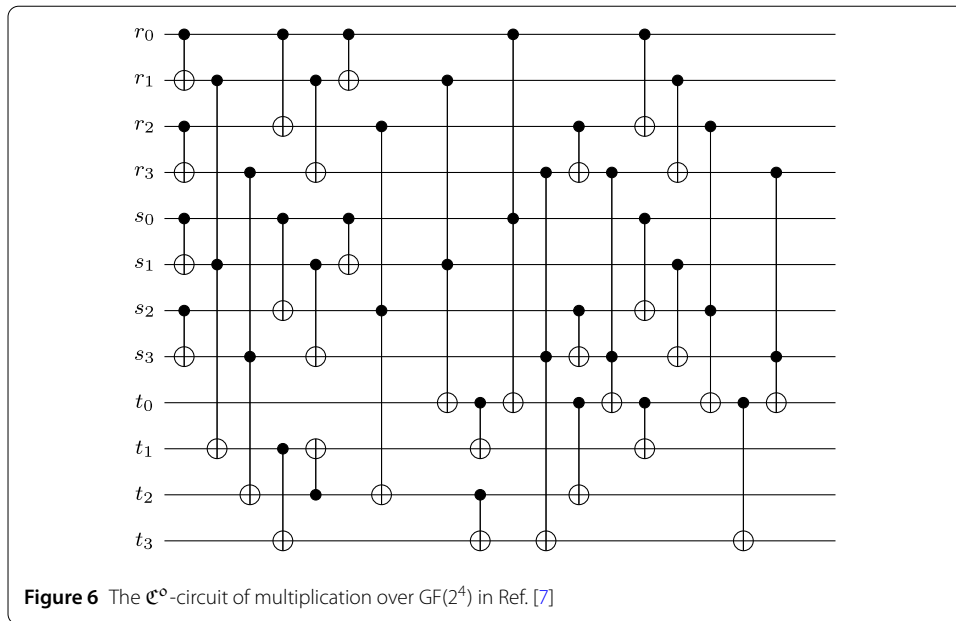 r₀
r₁
r₂
r₃
s₀
s₁
s₂
s₃
t₀
t₁
t₂
t₃
Figure 6 The 𝕮ᵒ-circuit of multiplication over GF(2⁴) in Ref. [7]